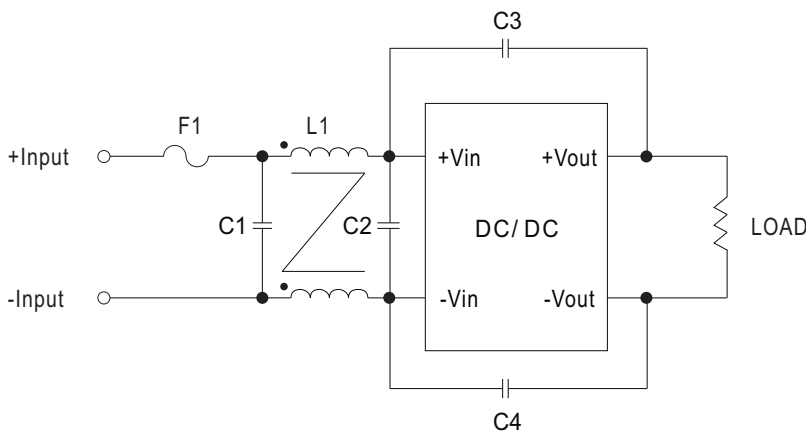 C3
F1 L1
+Input +Vin +Vout
C1 C2 DC/DC LOAD
-Input -Vin -Vout
C4